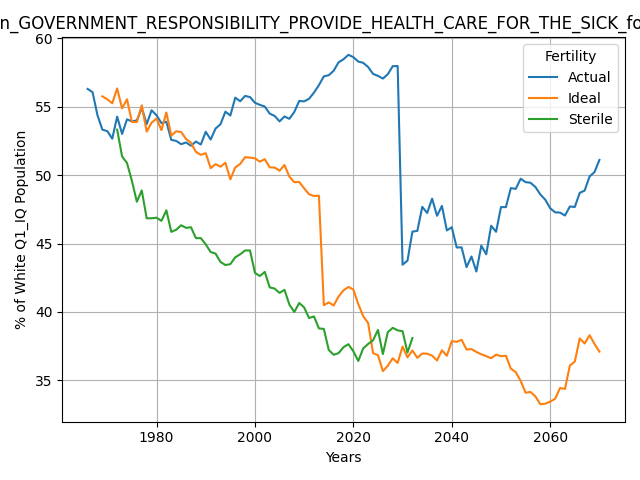 n_GOVERNMENT_RESPONSIBILITY_PROVIDE_HEALTH_CARE_FOR_THE_SICK_fo
60
55
50
45
40
35
% of White Q1_IQ Population
Fertility
Actual
Ideal
Sterile
1980 2000 2020 2040 2060
Years